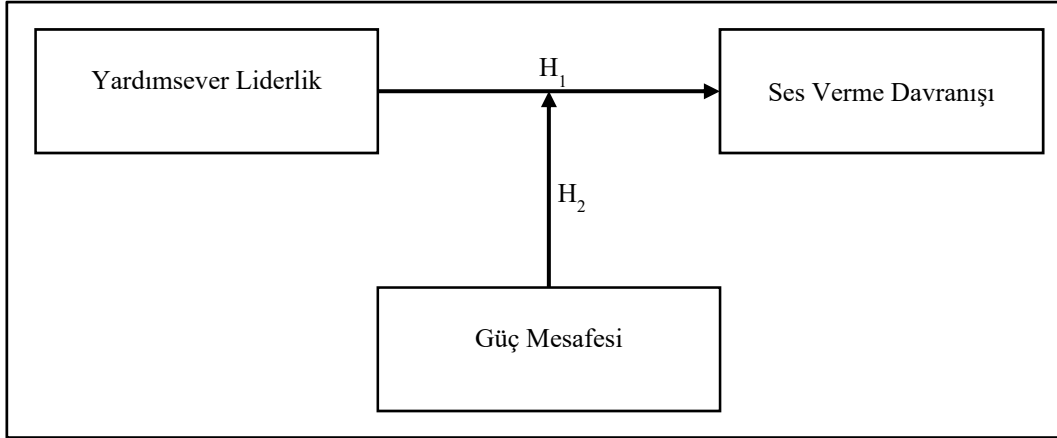 Yardımsever Liderlik
H1
Ses Verme Davranışı
H2
Güç Mesafesi